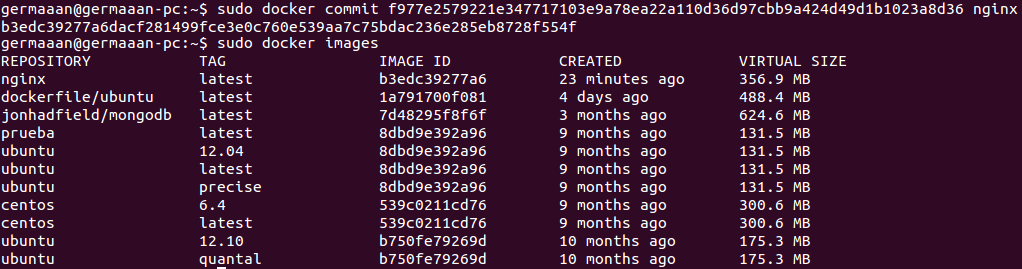 germaaan@germaaan-pc:~$ sudo docker commit f977e2579221e347717103e9a78ea22a110d36d97cbb9a424d49d1b1023a8d36 nginx
b3edc39277a6dacf281499fce3e0c760e539aa7c75bdac236e285eb8728f554f
germaaan@germaaan-pc:~$ sudo docker images
REPOSITORY TAG IMAGE ID CREATED VIRTUAL SIZE
nginx latest b3edc39277a6 23 minutes ago 356.9 MB
dockerfile/ubuntu latest 1a791700f081 4 days ago 488.4 MB
jonhadfield/mongodb latest 7d48295f8f6f 3 months ago 624.6 MB
prueba latest 8dbd9e392a96 9 months ago 131.5 MB
ubuntu 12.04 8dbd9e392a96 9 months ago 131.5 MB
ubuntu latest 8dbd9e392a96 9 months ago 131.5 MB
ubuntu precise 8dbd9e392a96 9 months ago 131.5 MB
centos 6.4 539c0211cd76 9 months ago 300.6 MB
centos latest 539c0211cd76 9 months ago 300.6 MB
ubuntu 12.10 b750fe79269d 10 months ago 175.3 MB
ubuntu quantal b750fe79269d 10 months ago 175.3 MB